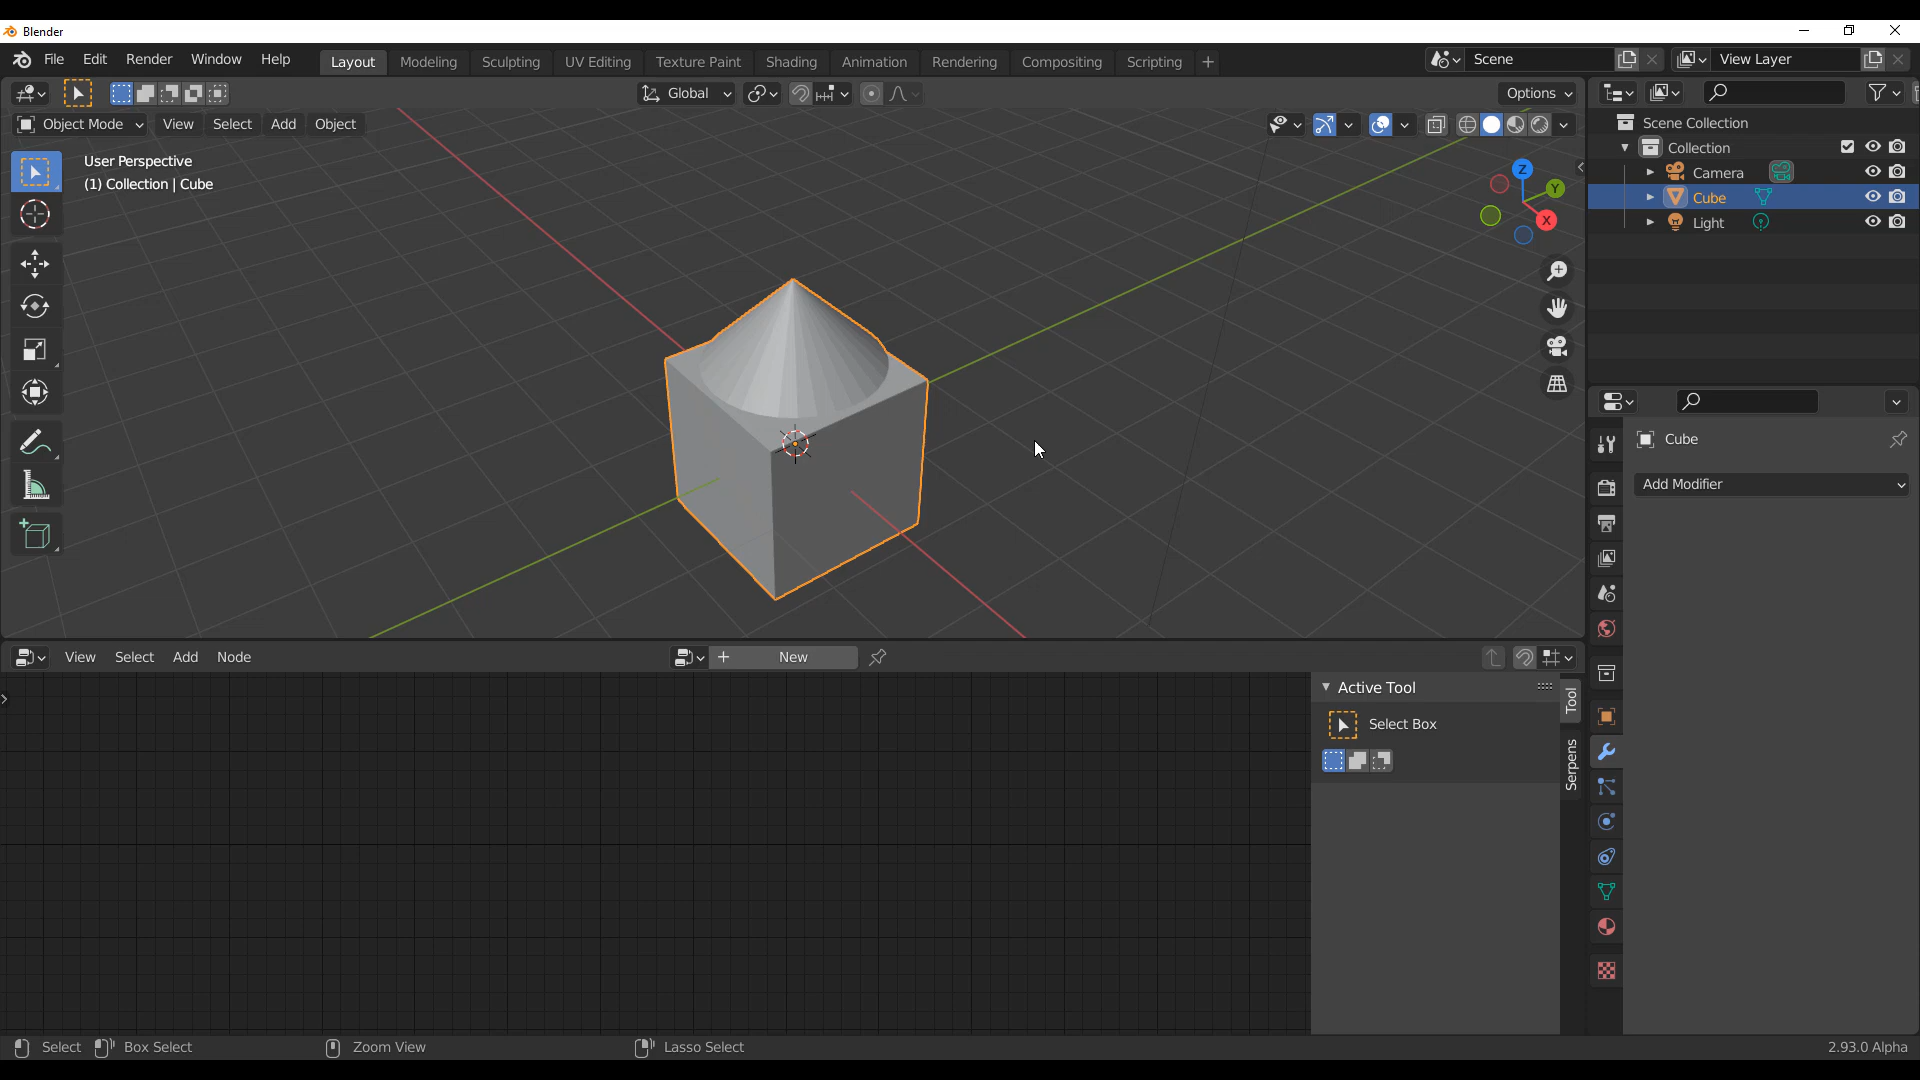 Blender
File Edit Render Window Help Layout Modeling Sculpting UV Editing Texture Paint Shading Animation Rendering Compositing Scripting + Scene View Layer
Global Options
Object Mode View Select Add Object
User Perspective
(1) Collection | Cube
Z
Y
X
Scene Collection
Collection
Camera
Cube
Light
Cube
Add Modifier
View Select Add Node + New
Active Tool
Select Box
Tool
Serpens
Select Box Select Zoom View Lasso Select 2.93.0 Alpha